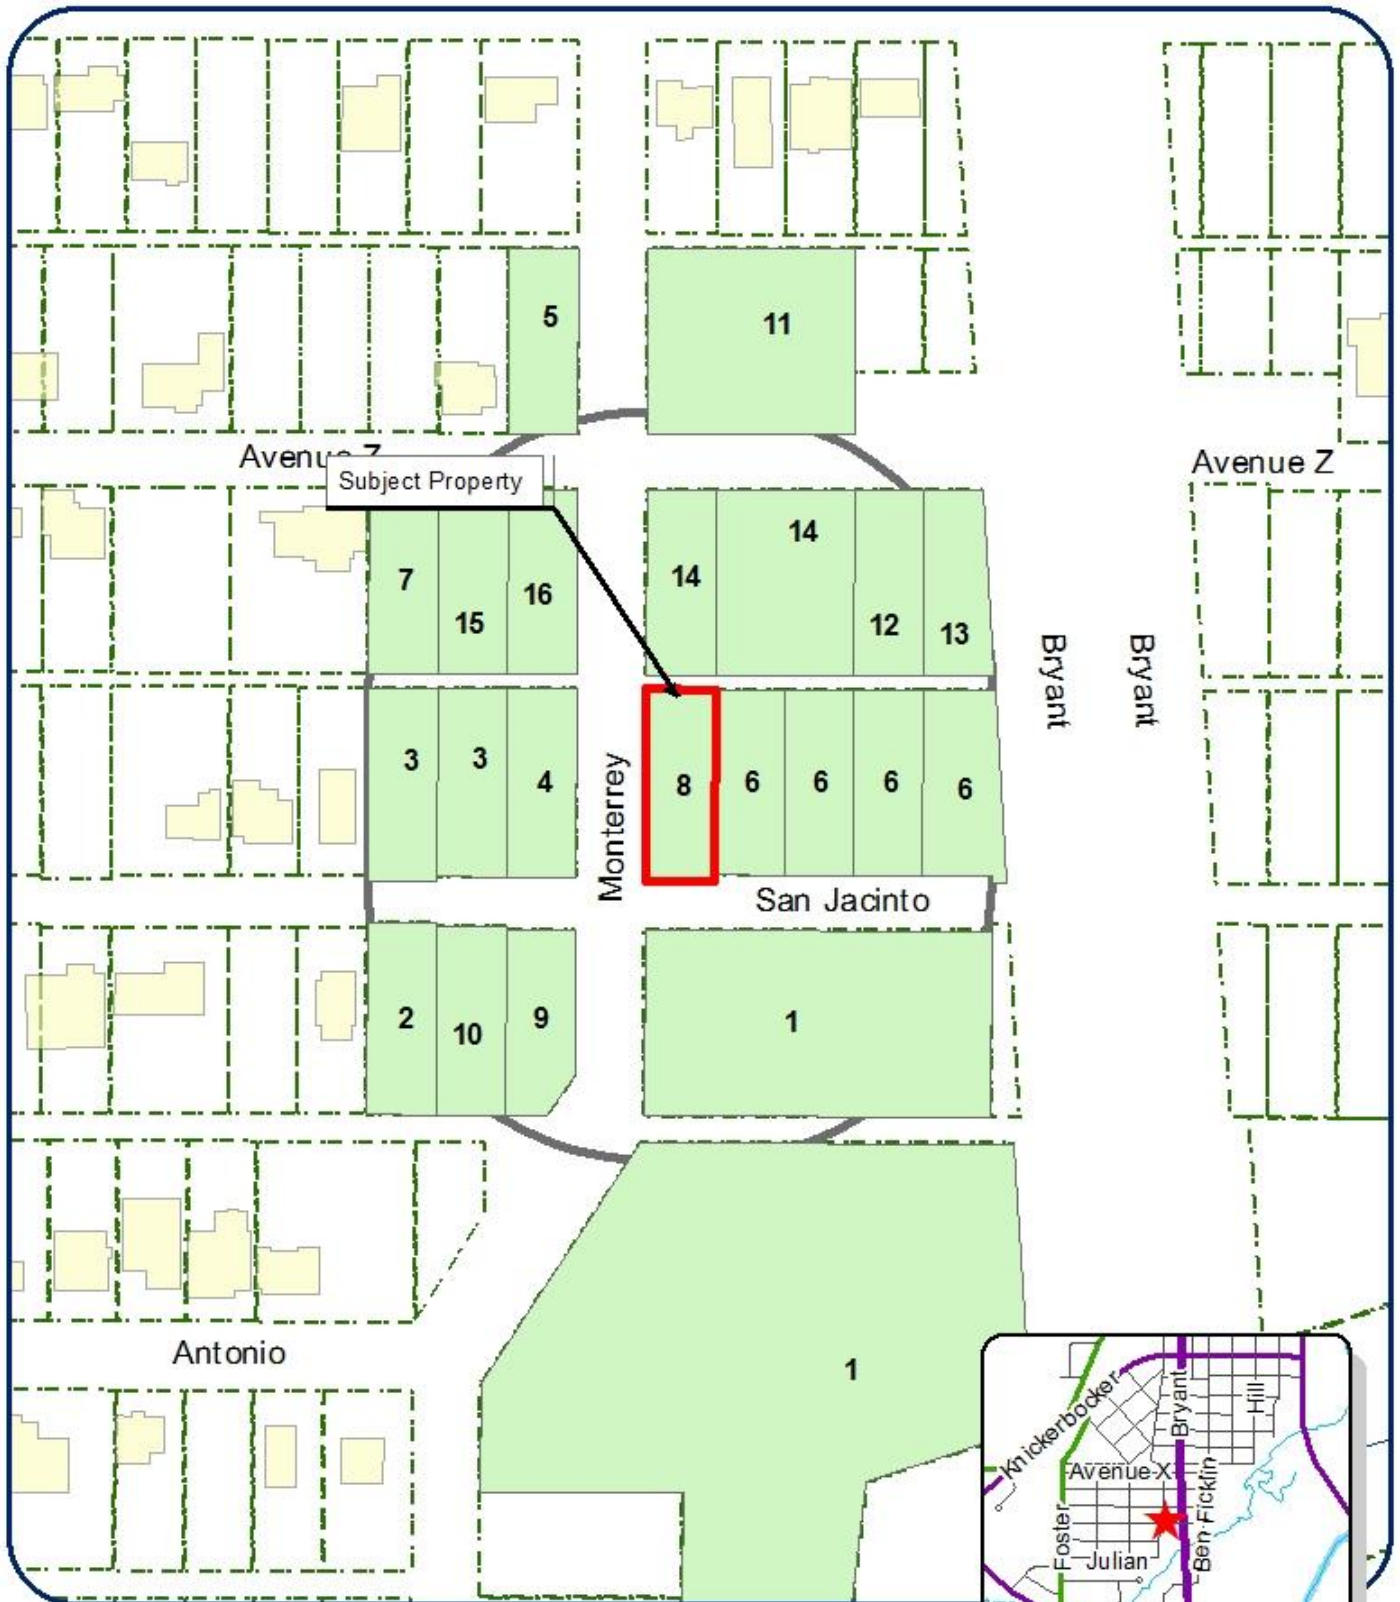 5
11
Avenue Z
Avenue Z
Subject Property
14
7
14
16
15
12
13
Bryant
Bryant
3
3
4
Monterrey
8
6
6
6
6
San Jacinto
2
10
9
1
Antonio
1
Knickerbocker
Bryant
Hill
Avenue X
Foster
Ben Ficklin
Julian